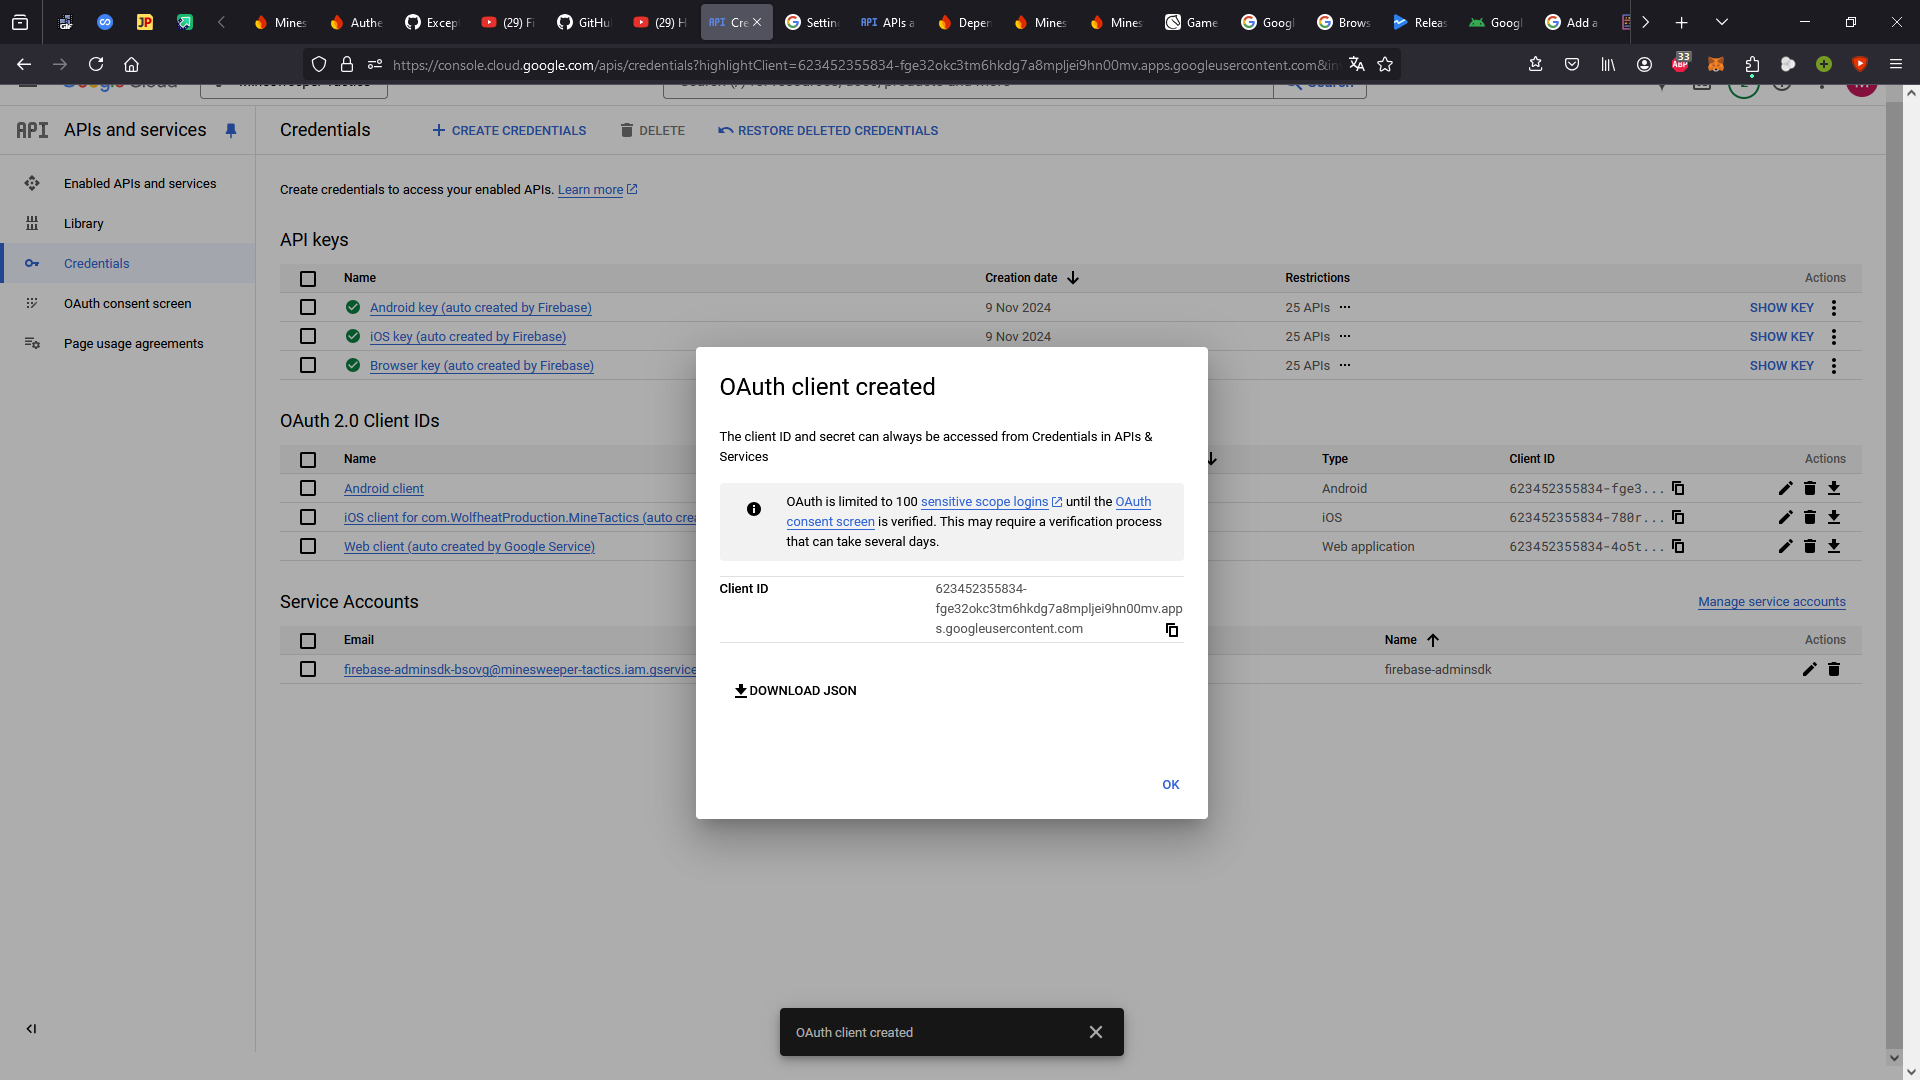 Mines
Authe
Excep
(29) Fi
GitHu
(29) H
API Cre
Settin
API APIs a
Depen
Mines
Mines
Game
Googl
Brows
Releas
Googl
Add a
https://console.cloud.google.com/apis/credentials?highlightClient=623452355834-fge32okc3tm6hkdg7a8mpljei9hn00mv.apps.googleusercontent.com&in
33
API APIs and services
Credentials
CREATE CREDENTIALS
DELETE
RESTORE DELETED CREDENTIALS
Enabled APIs and services
Library
Credentials
OAuth consent screen
Page usage agreements
Create credentials to access your enabled APIs. Learn more
API keys
Name Creation date Restrictions Actions
Android key (auto created by Firebase) 9 Nov 2024 25 APIs SHOW KEY
iOS key (auto created by Firebase) 9 Nov 2024 25 APIs SHOW KEY
Browser key (auto created by Firebase) 25 APIs SHOW KEY
OAuth 2.0 Client IDs
Name Type Client ID Actions
Android client Android 623452355834-fge3...
iOS client for com.WolfheatProduction.MineTactics (auto crea iOS 623452355834-780r...
Web client (auto created by Google Service) Web application 623452355834-4o5t...
Service Accounts
Manage service accounts
Email Name Actions
firebase-adminsdk-bsovg@minesweeper-tactics.iam.gservice firebase-adminsdk
OAuth client created
The client ID and secret can always be accessed from Credentials in APIs &
Services
OAuth is limited to 100 sensitive scope logins until the OAuth
consent screen is verified. This may require a verification process
that can take several days.
Client ID
623452355834-
fge32okc3tm6hkdg7a8mpljei9hn00mv.app
s.googleusercontent.com
DOWNLOAD JSON
OK
OAuth client created